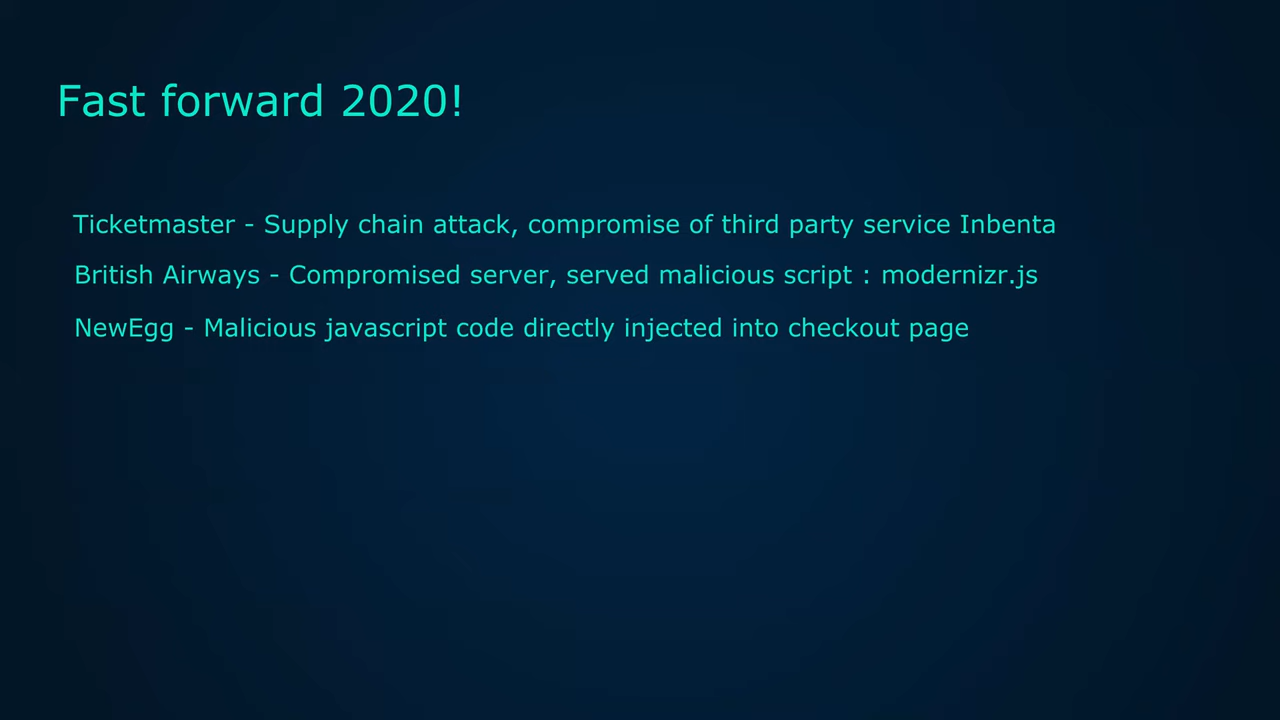 Fast forward 2020!
Ticketmaster - Supply chain attack, compromise of third party service Inbenta
British Airways - Compromised server, served malicious script : modernizr.js
NewEgg - Malicious javascript code directly injected into checkout page